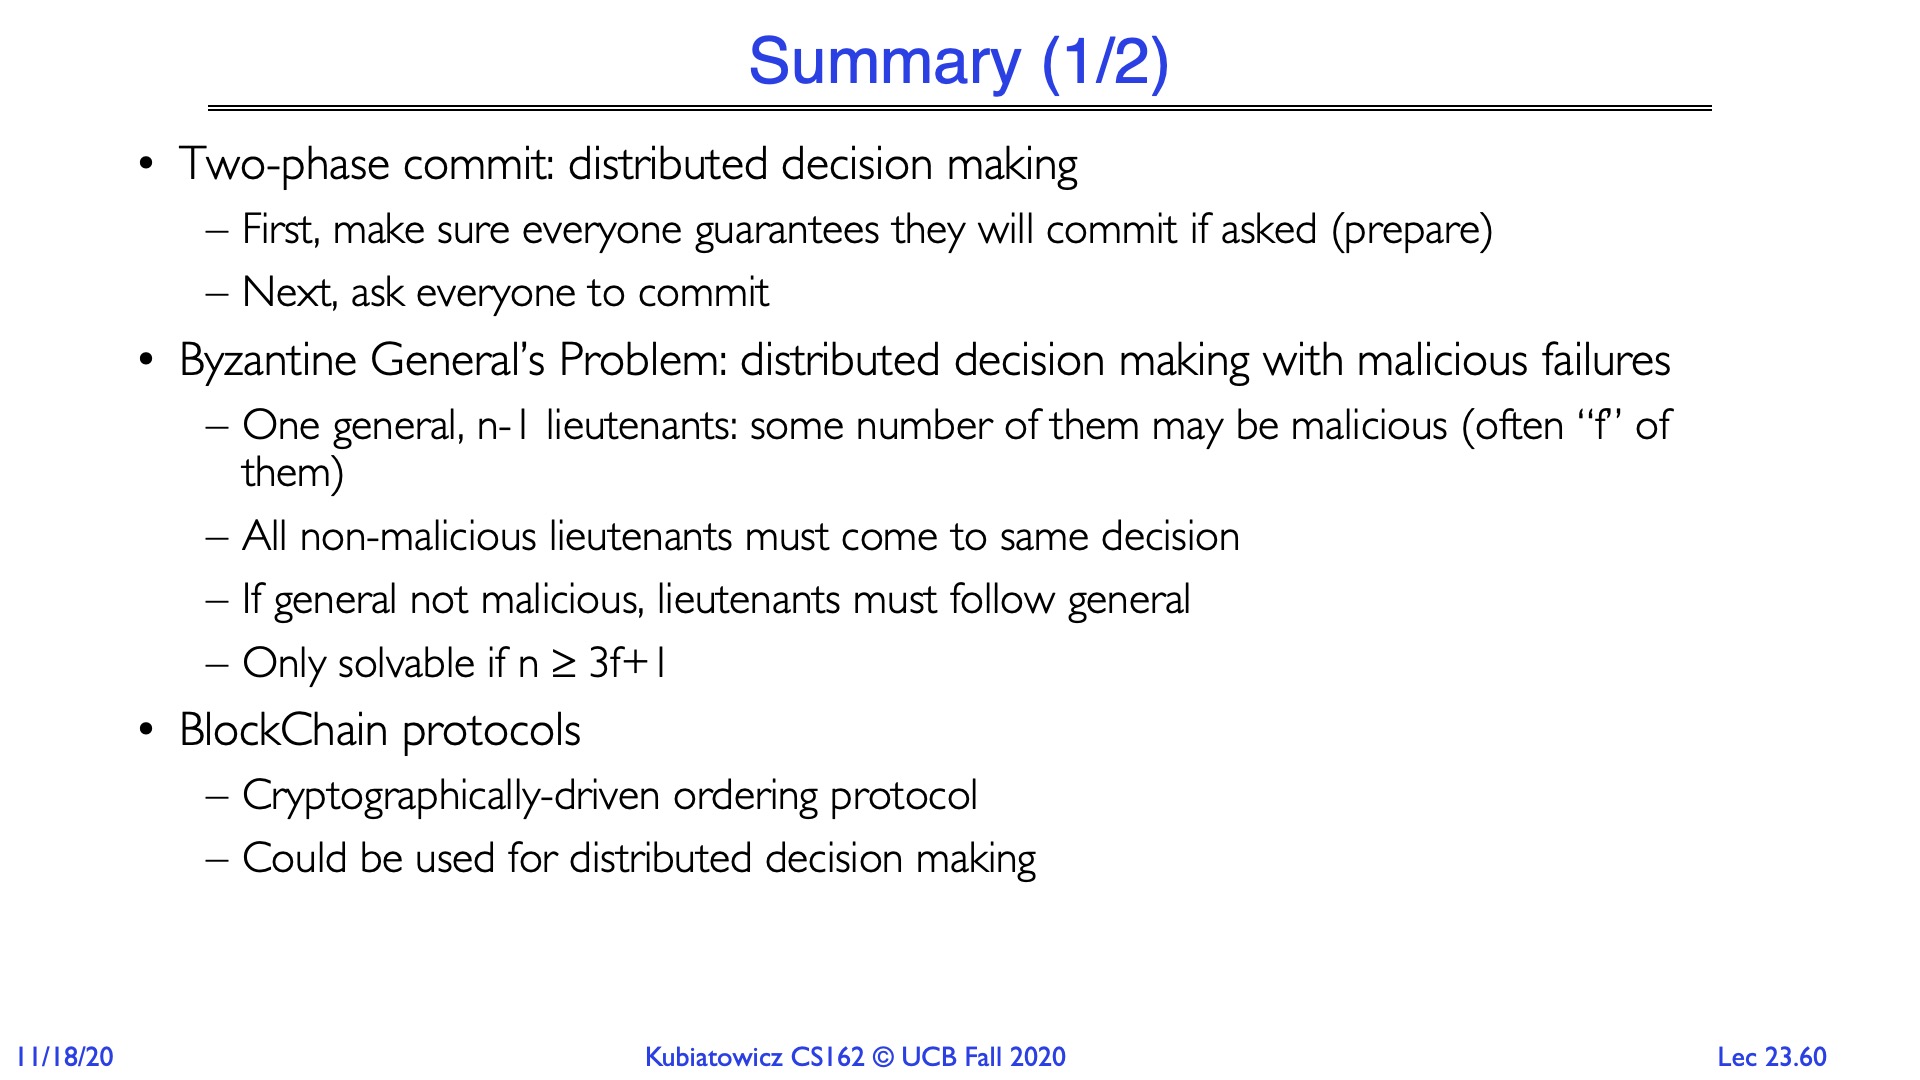 Summary (1/2)
• Two-phase commit: distributed decision making
– First, make sure everyone guarantees they will commit if asked (prepare)
– Next, ask everyone to commit
• Byzantine General’s Problem: distributed decision making with malicious failures
– One general, n-1 lieutenants: some number of them may be malicious (often “f” of
them)
– All non-malicious lieutenants must come to same decision
– If general not malicious, lieutenants must follow general
– Only solvable if n ≥ 3f+1
• BlockChain protocols
– Cryptographically-driven ordering protocol
– Could be used for distributed decision making
11/18/20
Kubiatowicz CS162 © UCB Fall 2020
Lec 23.60